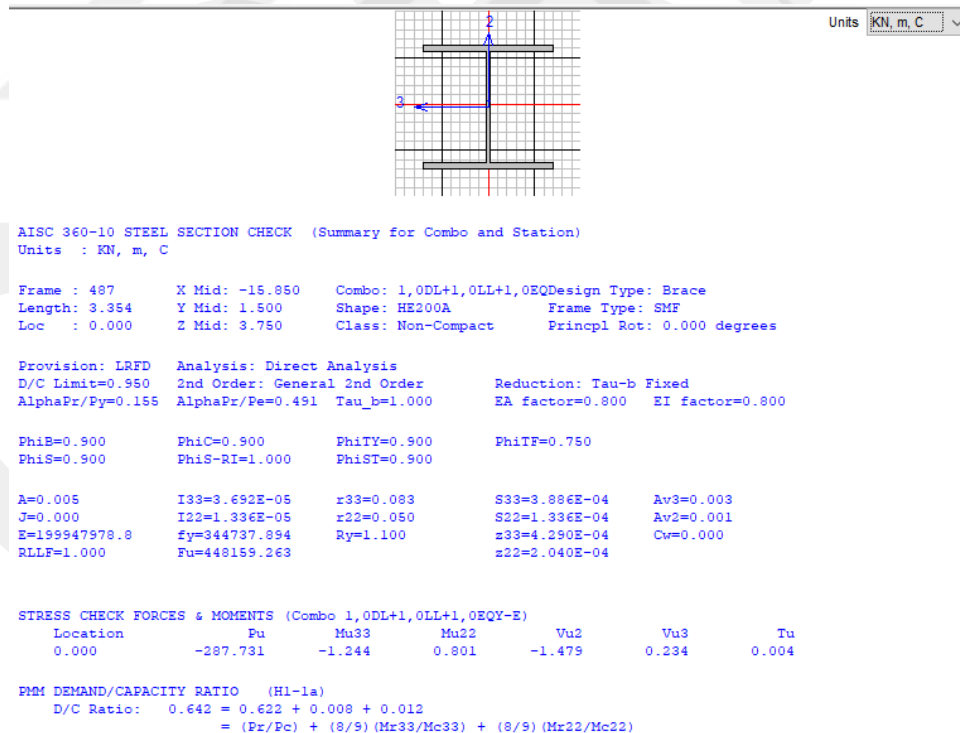 Units KN, m, C
2
3
AISC 360-10 STEEL SECTION CHECK (Summary for Combo and Station)
Units : KN, m, C
Frame : 487 X Mid: -15.850 Combo: 1,0DL+1,0LL+1,0EQDesign Type: Brace
Length: 3.354 Y Mid: 1.500 Shape: HE200A Frame Type: SMF
Loc : 0.000 Z Mid: 3.750 Class: Non-Compact Princpl Rot: 0.000 degrees
Provision: LRFD Analysis: Direct Analysis
D/C Limit=0.950 2nd Order: General 2nd Order Reduction: Tau-b Fixed
AlphaPr/Py=0.155 AlphaPr/Pe=0.491 Tau_b=1.000 EA factor=0.800 EI factor=0.800
PhiB=0.900 PhiC=0.900 PhiTY=0.900 PhiTF=0.750
PhiS=0.900 PhiS-RI=1.000 PhiST=0.900
A=0.005 I33=3.692E-05 r33=0.083 S33=3.886E-04 Av3=0.003
J=0.000 I22=1.336E-05 r22=0.050 S22=1.336E-04 Av2=0.001
E=199947978.8 fy=344737.894 Ry=1.100 z33=4.290E-04 Cw=0.000
RLLF=1.000 Fu=448159.263 z22=2.040E-04
STRESS CHECK FORCES & MOMENTS (Combo 1,0DL+1,0LL+1,0EQY-E)
Location Pu Mu33 Mu22 Vu2 Vu3 Tu
0.000 -287.731 -1.244 0.801 -1.479 0.234 0.004
PMM DEMAND/CAPACITY RATIO (H1-1a)
D/C Ratio: 0.642 = 0.622 + 0.008 + 0.012
= (Pr/Pc) + (8/9)(Mr33/Mc33) + (8/9)(Mr22/Mc22)